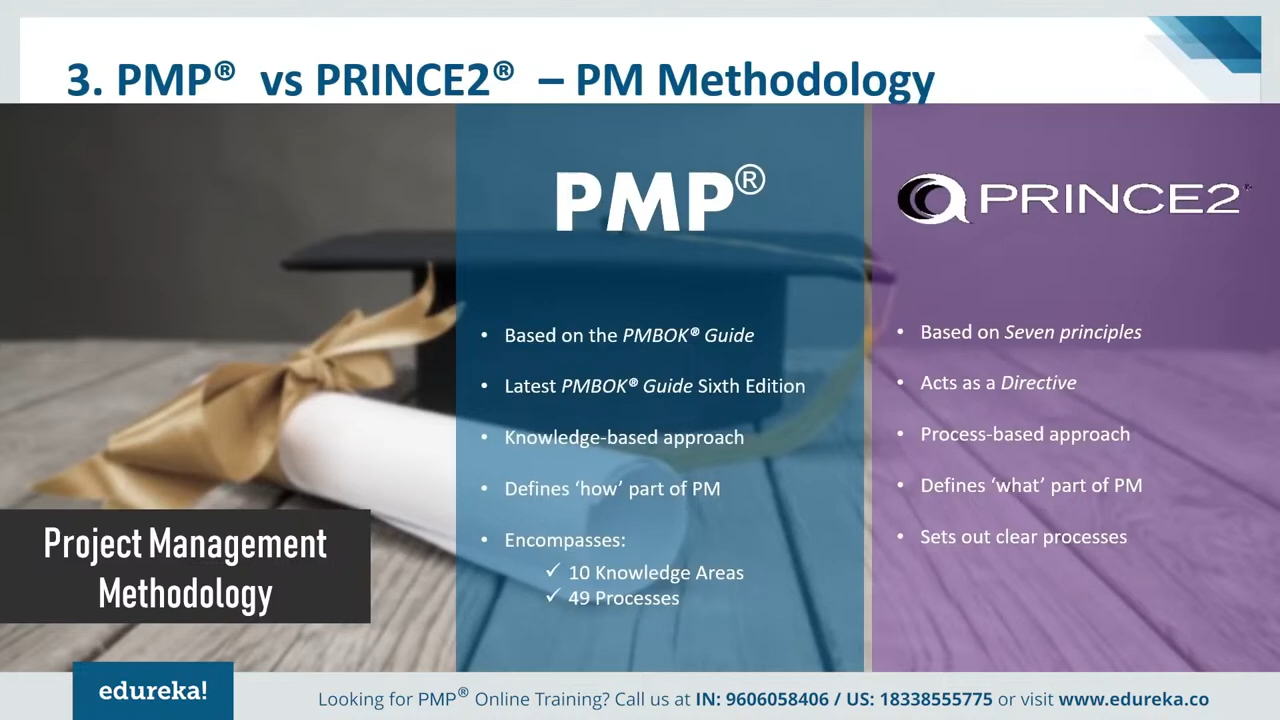 3. PMP® vs PRINCE2® – PM Methodology
PMP®
Based on the PMBOK® Guide
Latest PMBOK® Guide Sixth Edition
Knowledge-based approach
Defines ‘how’ part of PM
Encompasses:
10 Knowledge Areas
49 Processes
PRINCE2®
Based on Seven principles
Acts as a Directive
Process-based approach
Defines ‘what’ part of PM
Sets out clear processes
Project Management
Methodology
edureka!
Looking for PMP® Online Training? Call us at IN: 9606058406 / US: 18338555775 or visit www.edureka.co